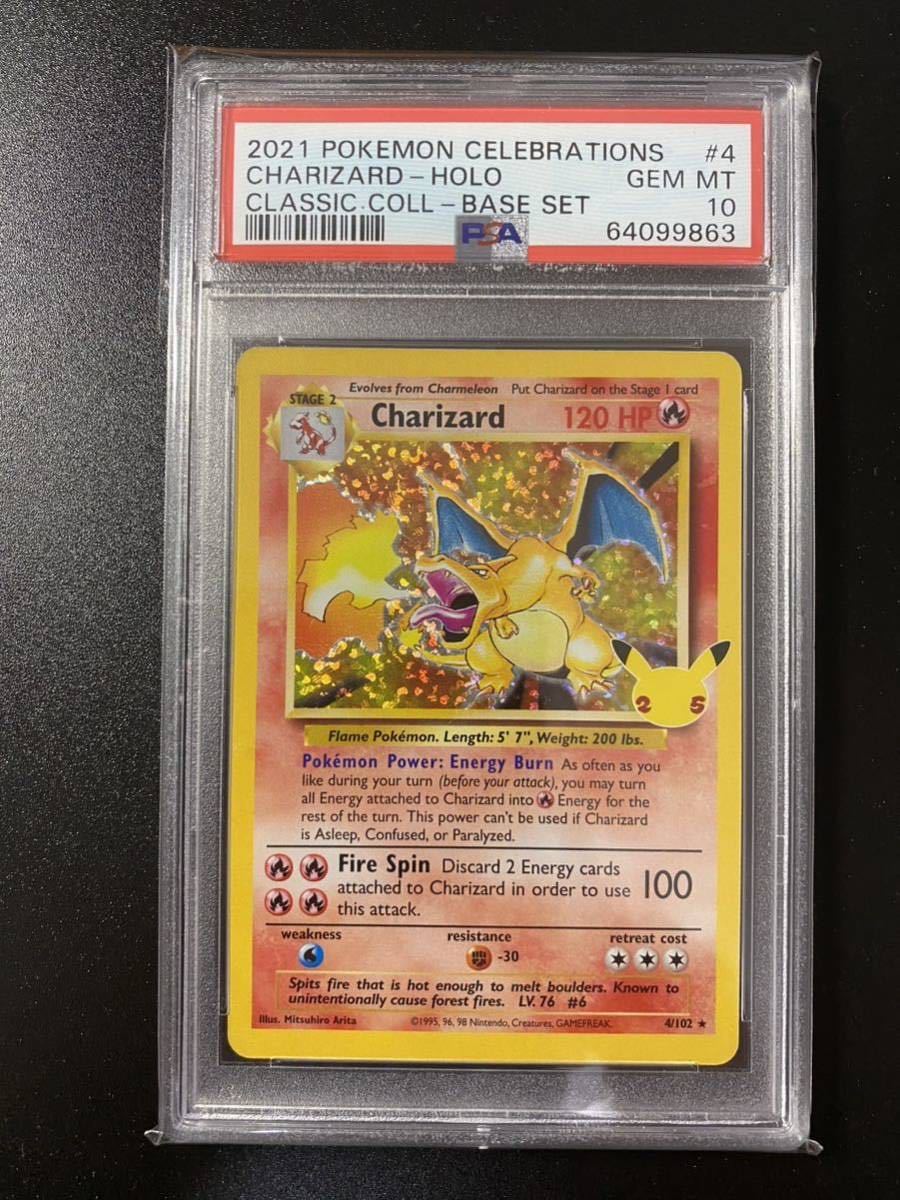 2021 POKEMON CELEBRATIONS #4
CHARIZARD-HOLO GEM MT
CLASSIC COLL-BASE SET 10
PSA 64099863
Evolves from Charmeleon Put Charizard on the Stage 1 card
STAGE 2
Charizard 120 HP
25
Flame Pokémon. Length: 5' 7", Weight: 200 lbs.
Pokémon Power: Energy Burn As often as you
like during your turn (before your attack), you may turn
all Energy attached to Charizard into Energy for the
rest of the turn. This power can't be used if Charizard
is Asleep, Confused, or Paralyzed.
Fire Spin Discard 2 Energy cards
attached to Charizard in order to use 100
this attack.
weakness resistance retreat cost
-30
Spits fire that is hot enough to melt boulders. Known to
unintentionally cause forest fires. LV. 76 #6
Illus. Mitsuhiro Arita ©1995, 96, 98 Nintendo, Creatures, GAMEFREAK. 4/102 ★